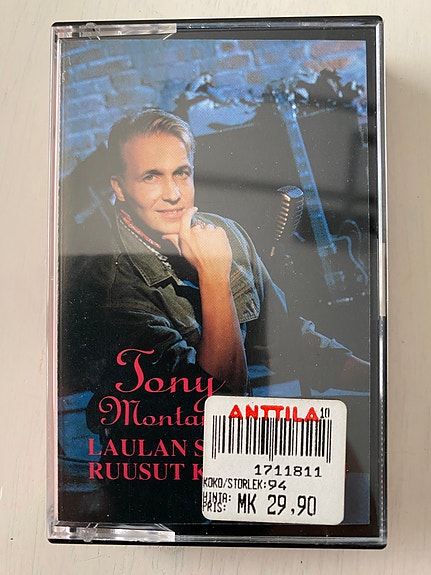 Tony
Montan
LAULAN S
RUUSUT K
ANTTILA 10
1711811
KOKO/STORLEK:94
HINTA:
PRIS: MK 29,90